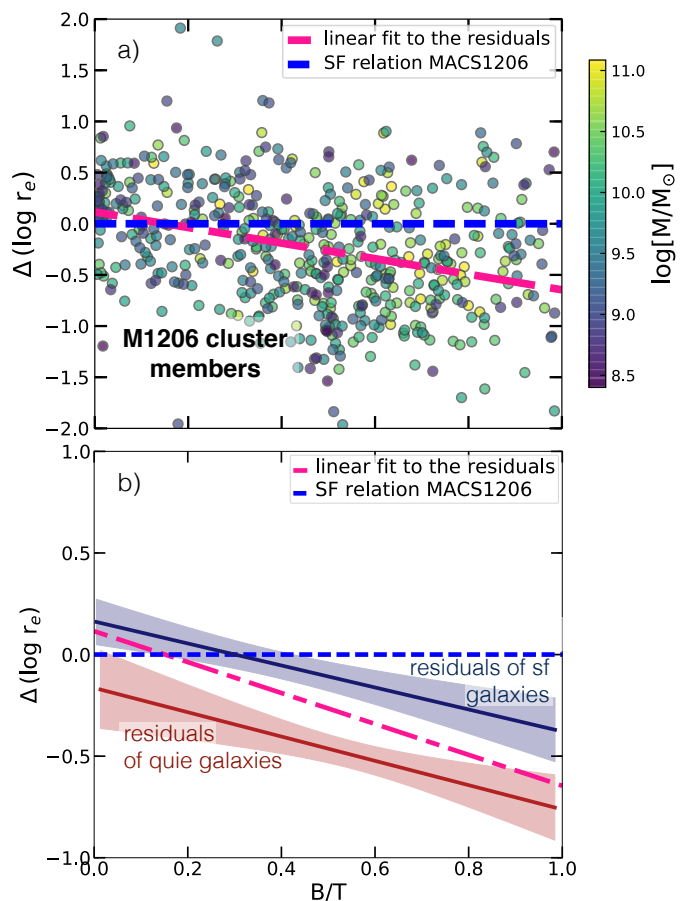 2.0
1.5
1.0
0.5
0.0
−0.5
−1.0
−1.5
−2.0
Δ (log r_e)
a)
linear fit to the residuals
SF relation MACS1206
M1206 cluster
members
11.0
10.5
10.0
9.5
9.0
8.5
log[M/M⊙]
1.0
0.5
0.0
−0.5
−1.0
Δ (log r_e)
b)
linear fit to the residuals
SF relation MACS1206
residuals of sf
galaxies
residuals
of quie galaxies
0.0 0.2 0.4 0.6 0.8 1.0
B/T